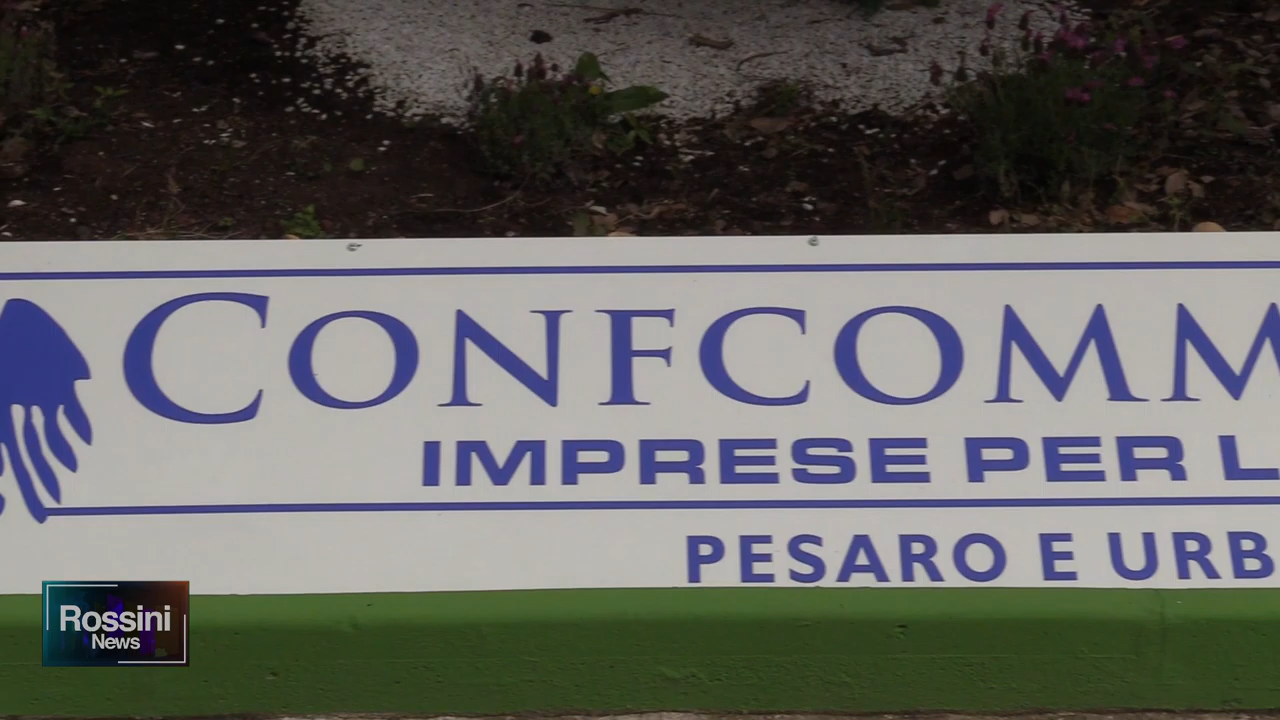 CONFCOMM
IMPRESE PER L
PESARO E URB
Rossini
News